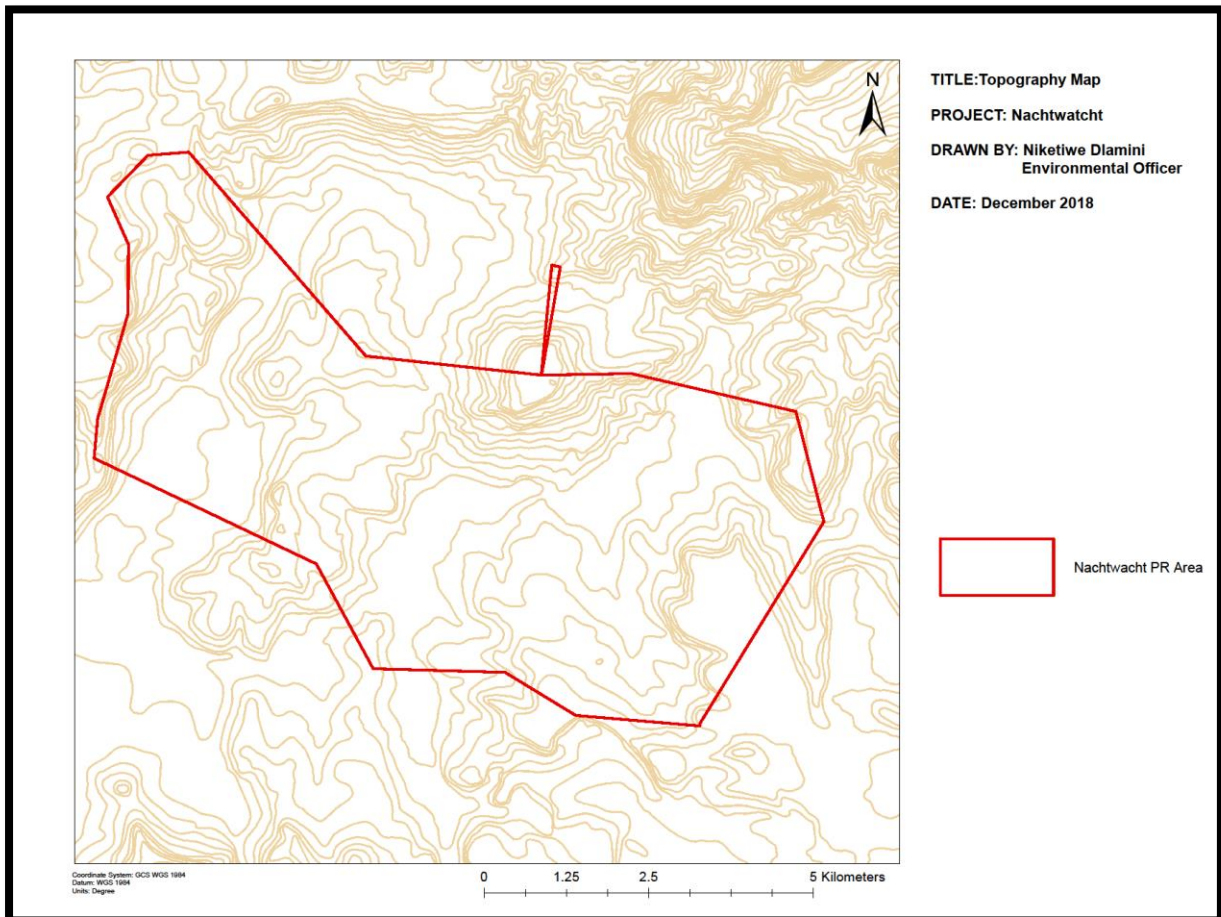 N
TITLE:Topography Map
PROJECT: Nachtwatcht
DRAWN BY: Niketiwe Dlamini
Environmental Officer
DATE: December 2018
Nachtwacht PR Area
Coordinate System: GCS WGS 1984
Datum: WGS 1984
Units: Degree
0 1.25 2.5 5 Kilometers